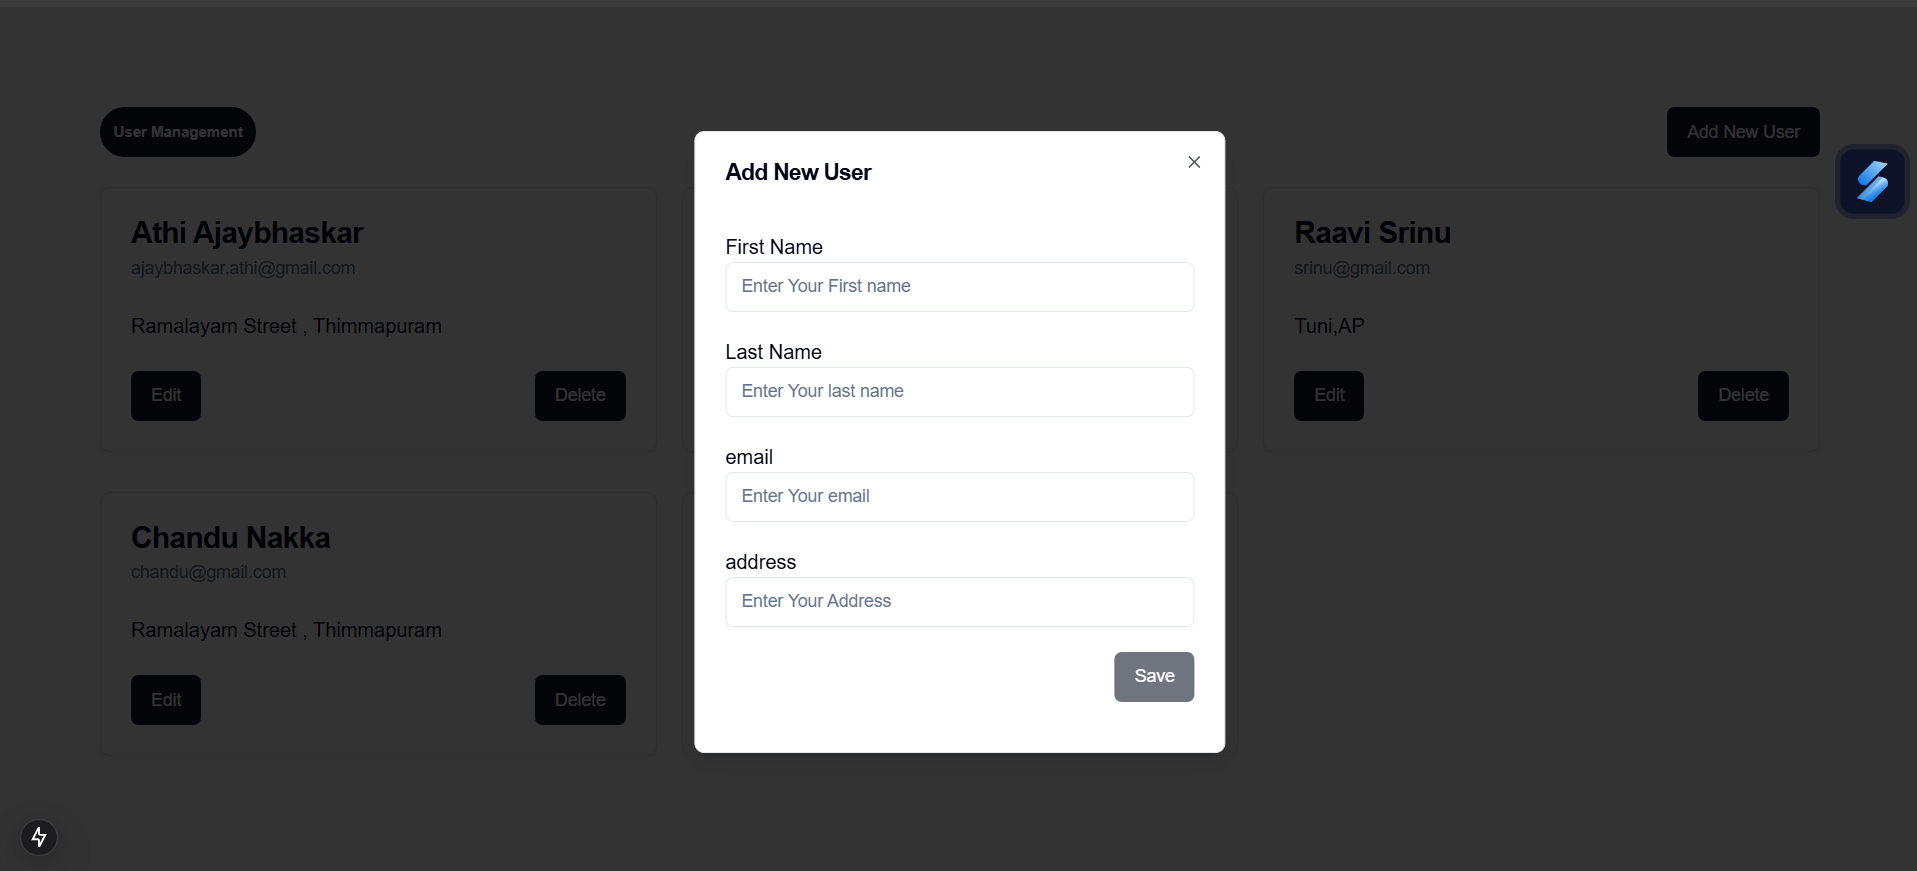 User Management
Add New User
Athi Ajaybhaskar
ajaybhaskar.athi@gmail.com
Ramalayam Street , Thimmapuram
Edit
Delete
Raavi Srinu
srinu@gmail.com
Tuni,AP
Edit
Delete
Chandu Nakka
chandu@gmail.com
Ramalayam Street , Thimmapuram
Edit
Delete
Add New User
First Name
Enter Your First name
Last Name
Enter Your last name
email
Enter Your email
address
Enter Your Address
Save